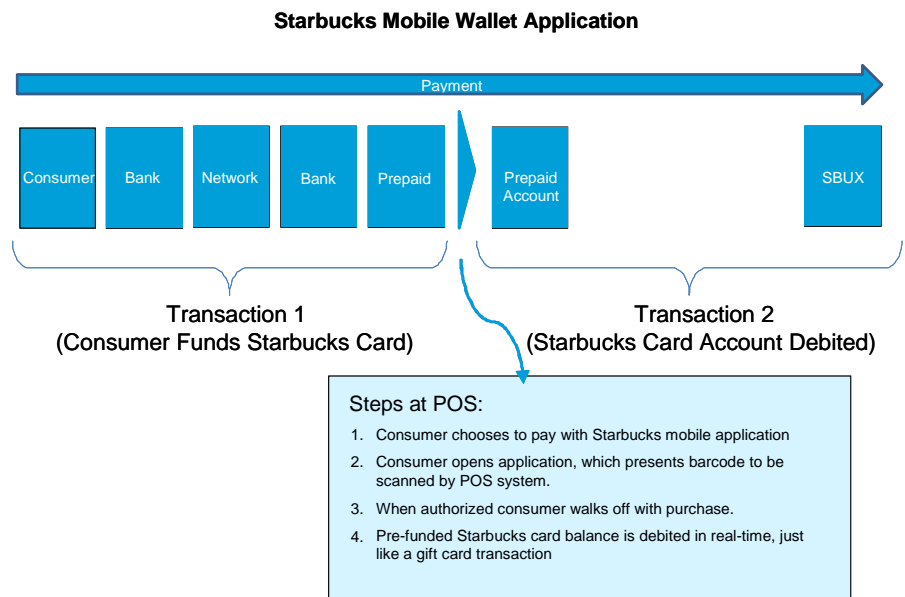 Starbucks Mobile Wallet Application
Payment
Consumer
Bank
Network
Bank
Prepaid
Prepaid
Account
SBUX
Transaction 1
(Consumer Funds Starbucks Card)
Transaction 2
(Starbucks Card Account Debited)
Steps at POS:
1. Consumer chooses to pay with Starbucks mobile application
2. Consumer opens application, which presents barcode to be
scanned by POS system.
3. When authorized consumer walks off with purchase.
4. Pre-funded Starbucks card balance is debited in real-time, just
like a gift card transaction